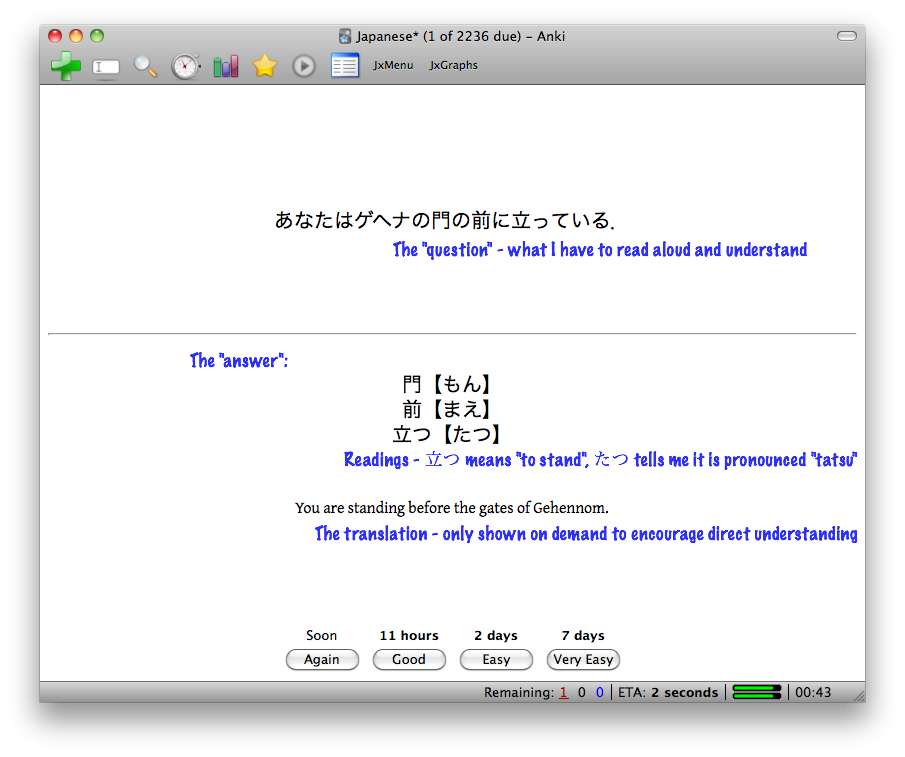 Japanese* (1 of 2236 due) - Anki
JxMenu JxGraphs
あなたはゲヘナの門の前に立っている.
The "question" - what I have to read aloud and understand
The "answer":
門【もん】
前【まえ】
立つ【たつ】
Readings - 立つ means "to stand", たつ tells me it is pronounced "tatsu"
You are standing before the gates of Gehennom.
The translation - only shown on demand to encourage direct understanding
Soon 11 hours 2 days 7 days
Again Good Easy Very Easy
Remaining: 1 0 0 ETA: 2 seconds 00:43